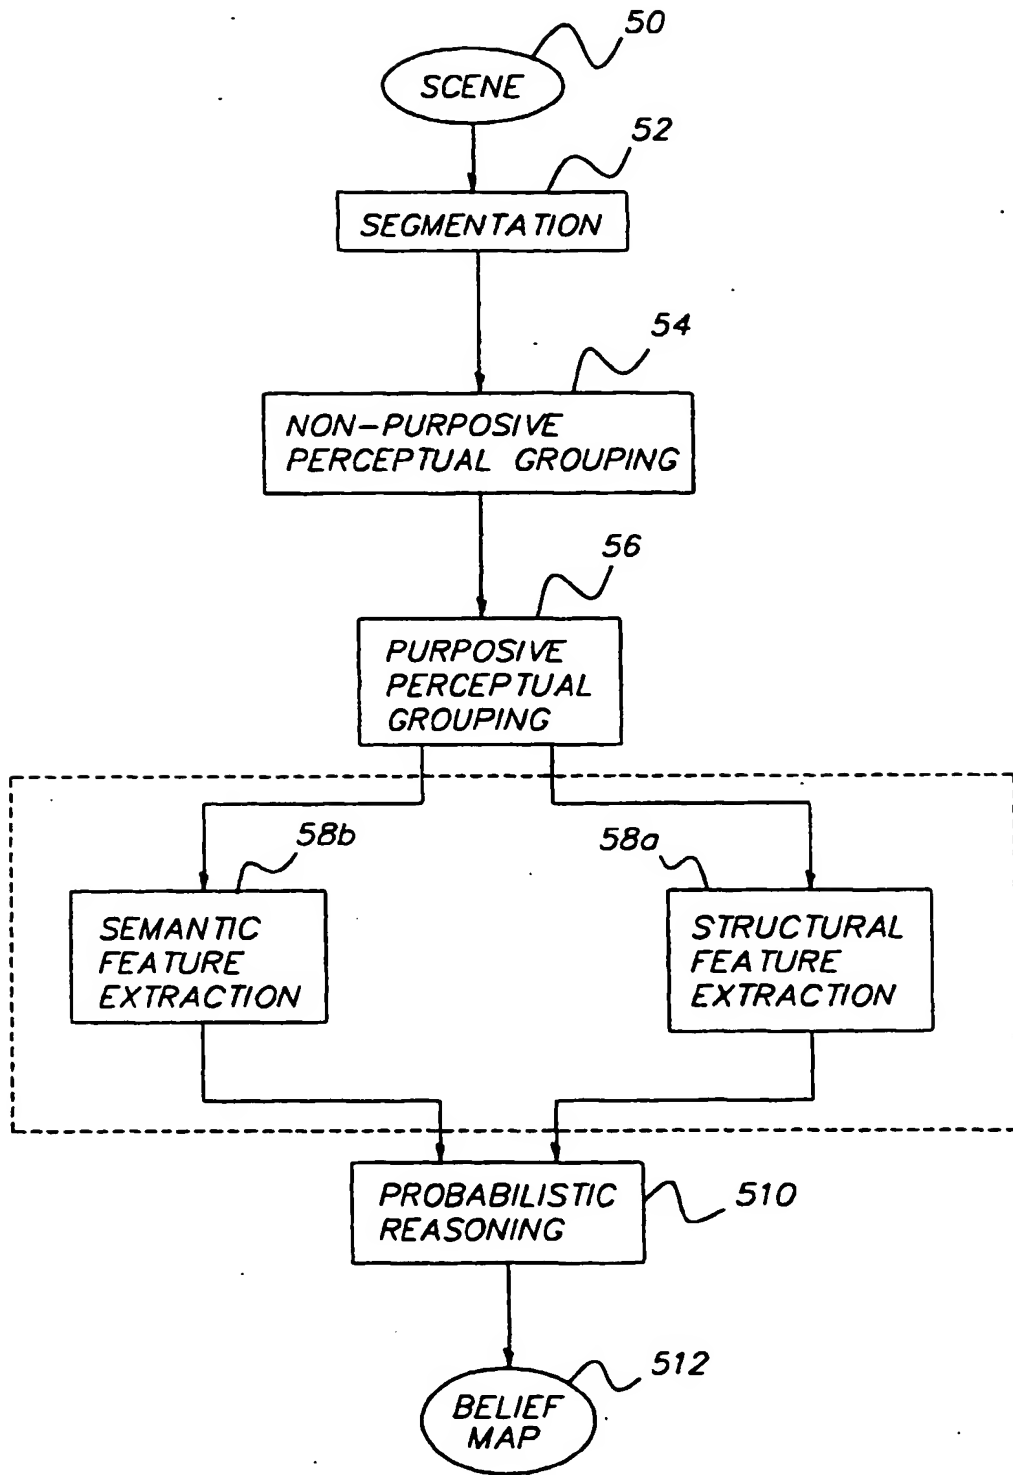 50
SCENE
52
SEGMENTATION
54
NON-PURPOSIVE
PERCEPTUAL GROUPING
56
PURPOSIVE
PERCEPTUAL
GROUPING
58b
58a
SEMANTIC
FEATURE
EXTRACTION
STRUCTURAL
FEATURE
EXTRACTION
PROBABILISTIC
REASONING
510
512
BELIEF
MAP